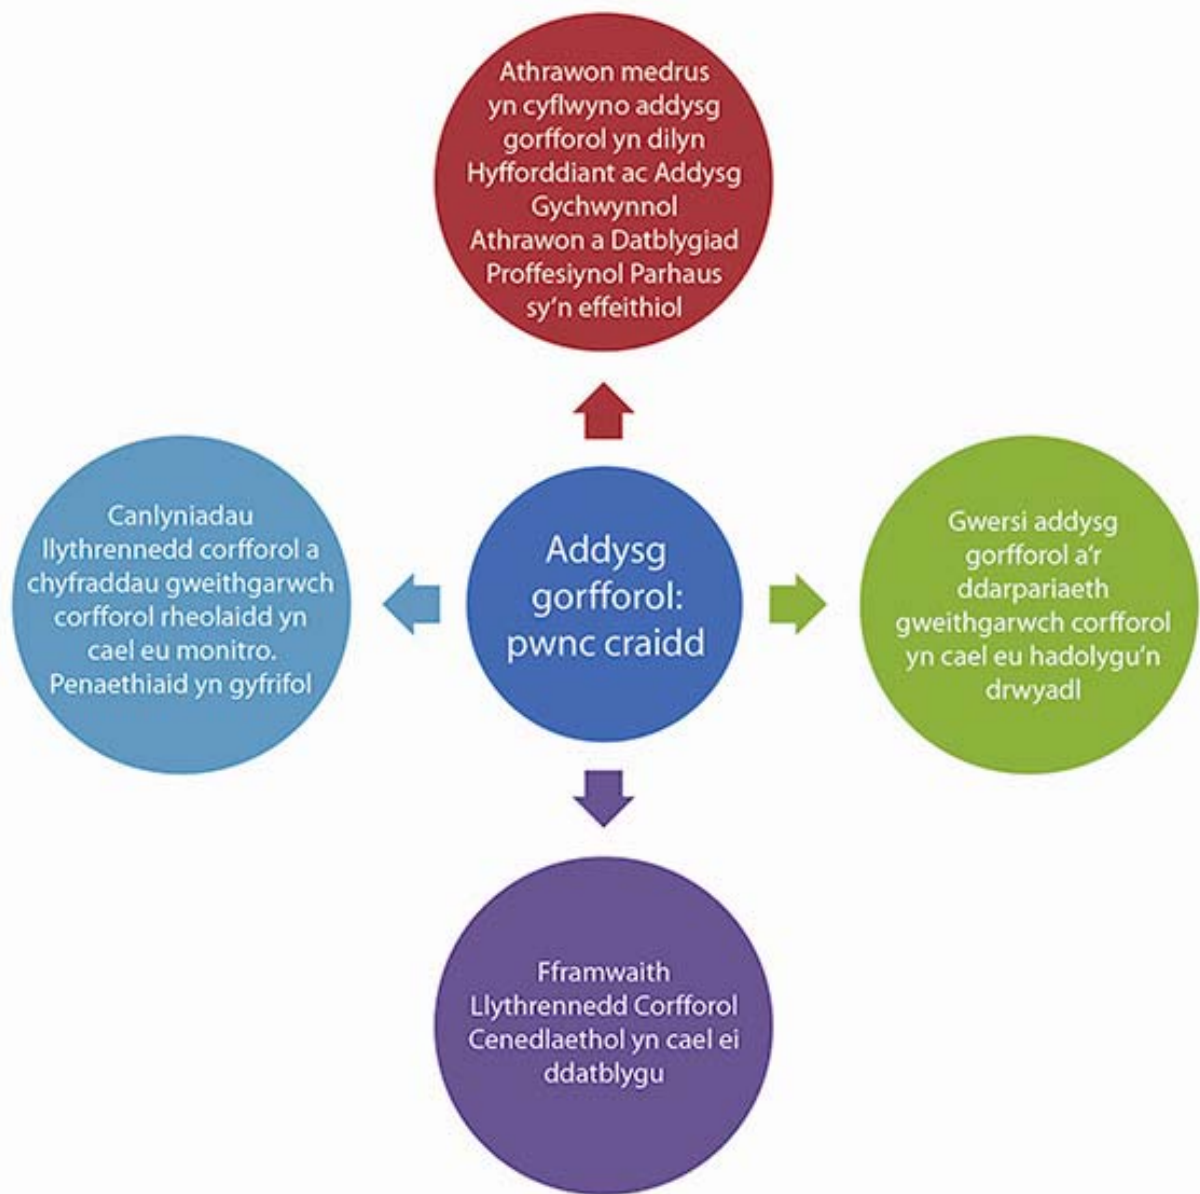 Athrawon medrus
yn cyflwyno addysg
gorfforol yn dilyn
Hyfforddiant ac Addysg
Gychwynnol
Athrawon a Datblygiad
Proffesiynol Parhaus
sy'n effeithiol
Canlyniadau
llythrennedd corfforol a
chyfraddau gweithgarwch
corfforol rheolaidd yn
cael eu monitro.
Penaethiaid yn gyfrifol
Addysg
gorfforol:
pwnc craidd
Gwersi addysg
gorfforol a'r
ddarpariaeth
gweithgarwch corfforol
yn cael eu hadolygu'n
drwyadl
Fframwaith
Llythrennedd Corfforol
Cenedlaethol yn cael ei
ddatblygu